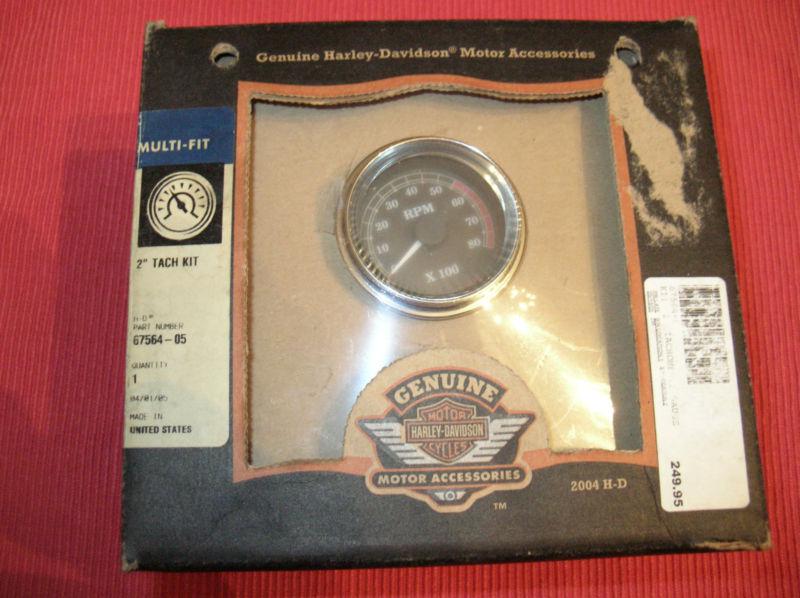 Genuine Harley-Davidson® Motor Accessories
MULTI-FIT
2" TACH KIT
H-D®
PART NUMBER
67564-05
QUANTITY
1
04/01/05
MADE IN
UNITED STATES
10
20
30
40
50
60
70
80
RPM
X 100
GENUINE
MOTOR
HARLEY-DAVIDSON
CYCLES
MOTOR ACCESSORIES
TM
2004 H-D
249.95